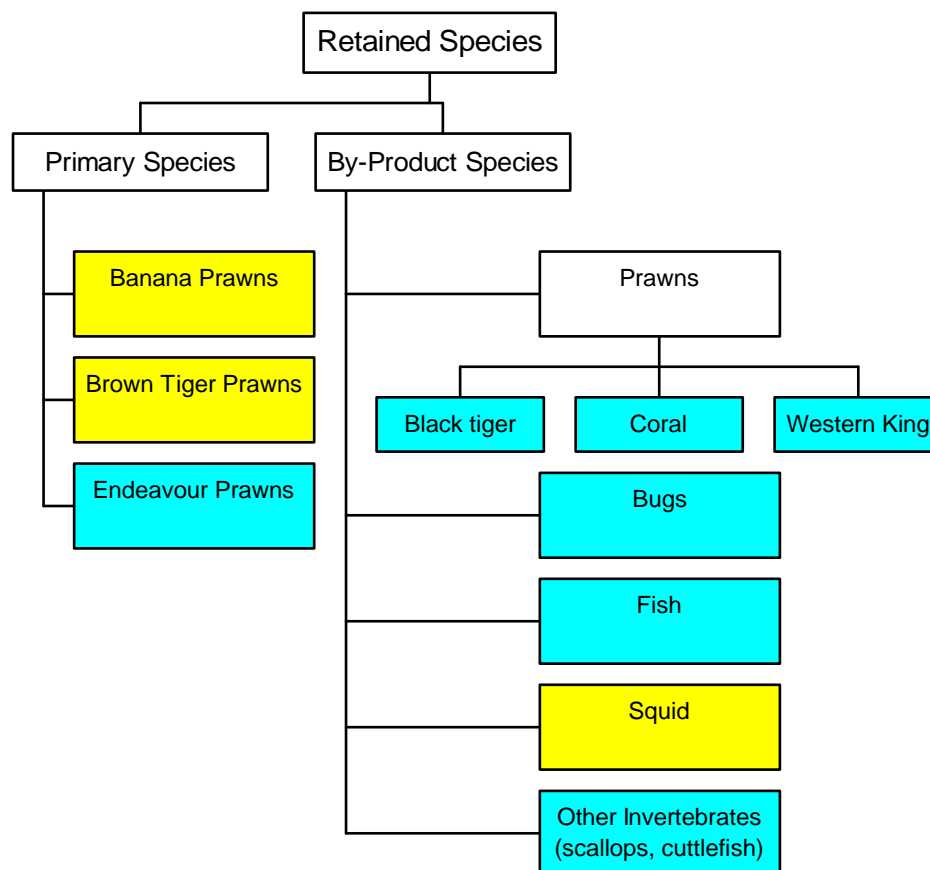 Retained Species
Primary Species
By-Product Species
Banana Prawns
Brown Tiger Prawns
Endeavour Prawns
Prawns
Black tiger
Coral
Western King
Bugs
Fish
Squid
Other Invertebrates
(scallops, cuttlefish)